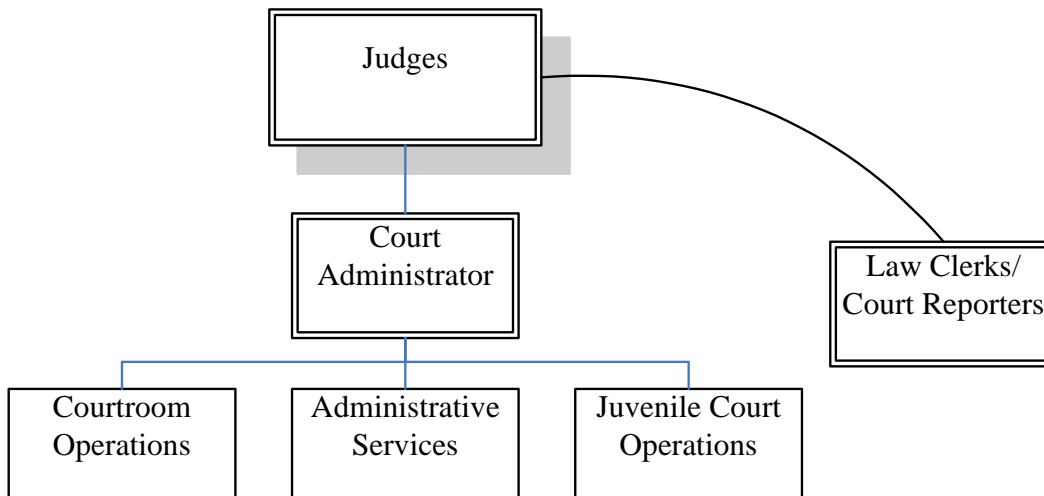 Judges
Court
Administrator
Law Clerks/
Court Reporters
Courtroom
Operations
Administrative
Services
Juvenile Court
Operations